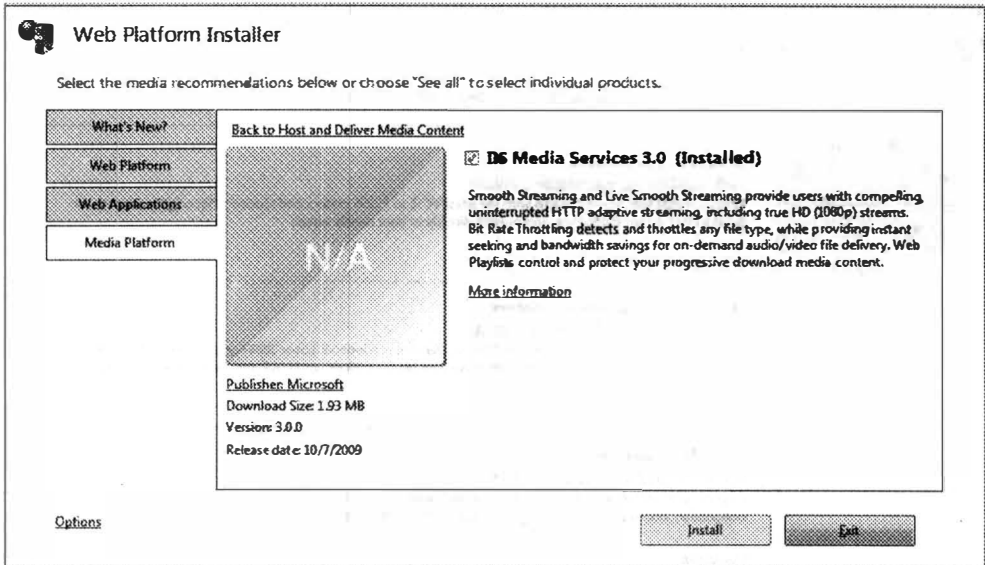 Web Platform Installer
Select the media recommendations below or choose "See all" to select individual products.
What's New?
Web Platform
Web Applications
Media Platform
Back to Host and Deliver Media Content
N/A
Publisher: Microsoft
Download Size: 1.93 MB
Version: 3.0.0
Release date: 10/7/2009
IIS Media Services 3.0 (Installed)
Smooth Streaming and Live Smooth Streaming provide users with compelling,
uninterrupted HTTP adaptive streaming, including true HD (1080p) streams.
Bit Rate Throttling detects and throttles any file type, while providing instant
seeking and bandwidth savings for on-demand audio/video file delivery. Web
Playlists control and protect your progressive download media content.
More information
Options
Install
Exit